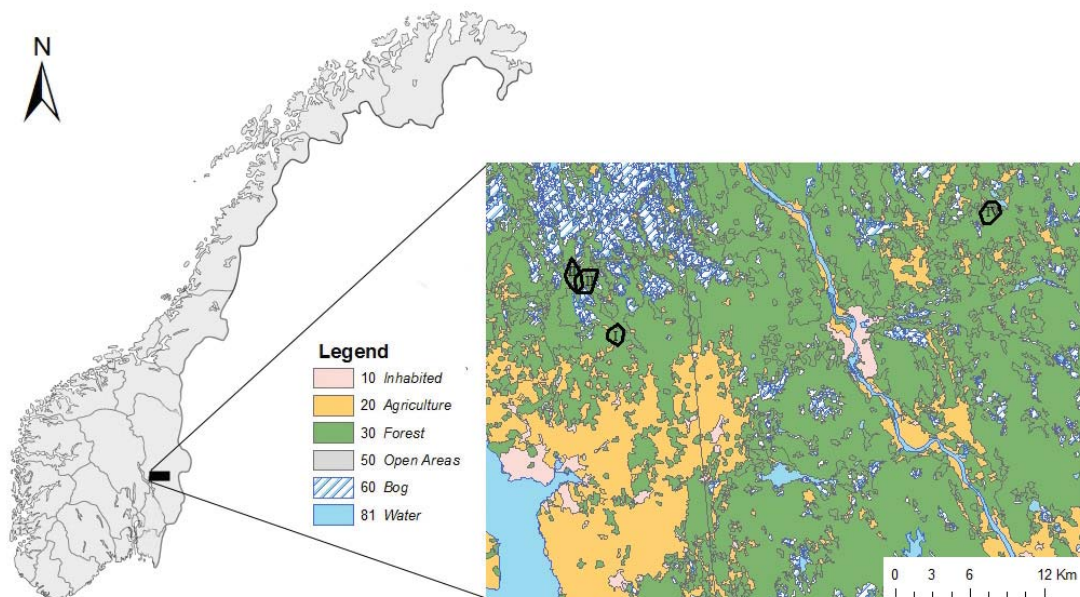 N
Legend
10 Inhabited
20 Agriculture
30 Forest
50 Open Areas
60 Bog
81 Water
0 3 6 12 Km